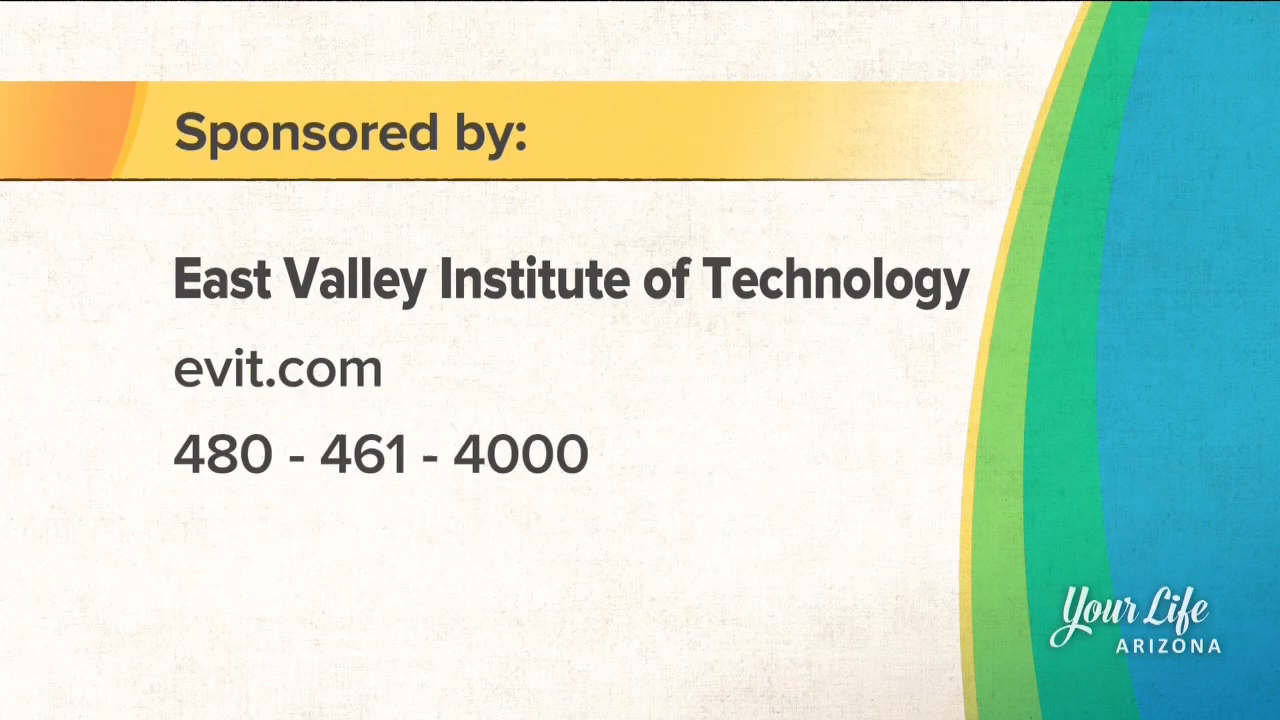 Sponsored by:
East Valley Institute of Technology
evit.com
480 - 461 - 4000
Your Life
ARIZONA